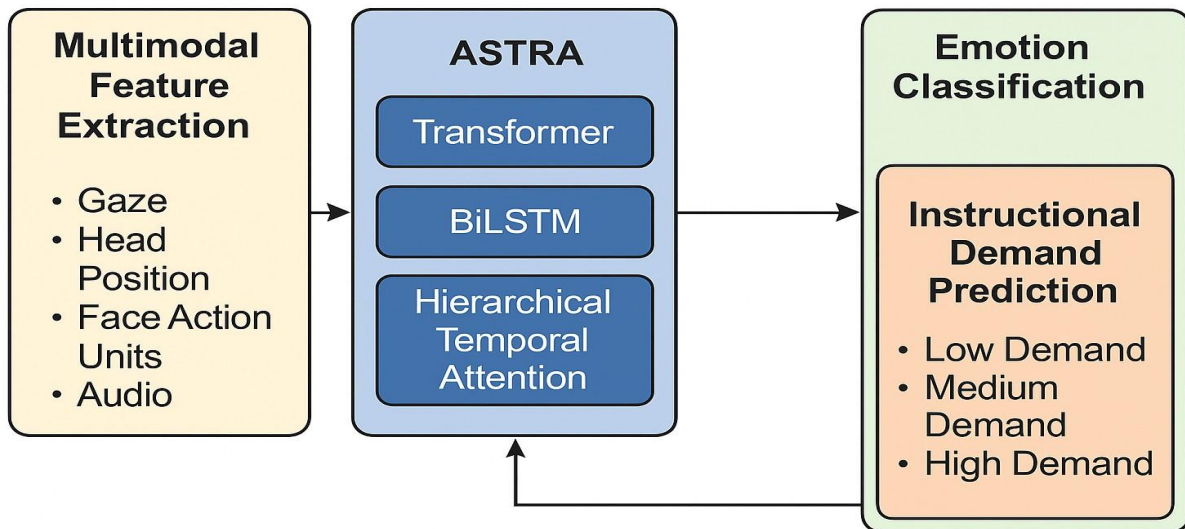 Multimodal
Feature
Extraction
• Gaze
• Head
Position
• Face Action
Units
• Audio
ASTRA
Transformer
BiLSTM
Hierarchical
Temporal
Attention
Emotion
Classification
Instructional
Demand
Prediction
• Low Demand
• Medium
Demand
• High Demand